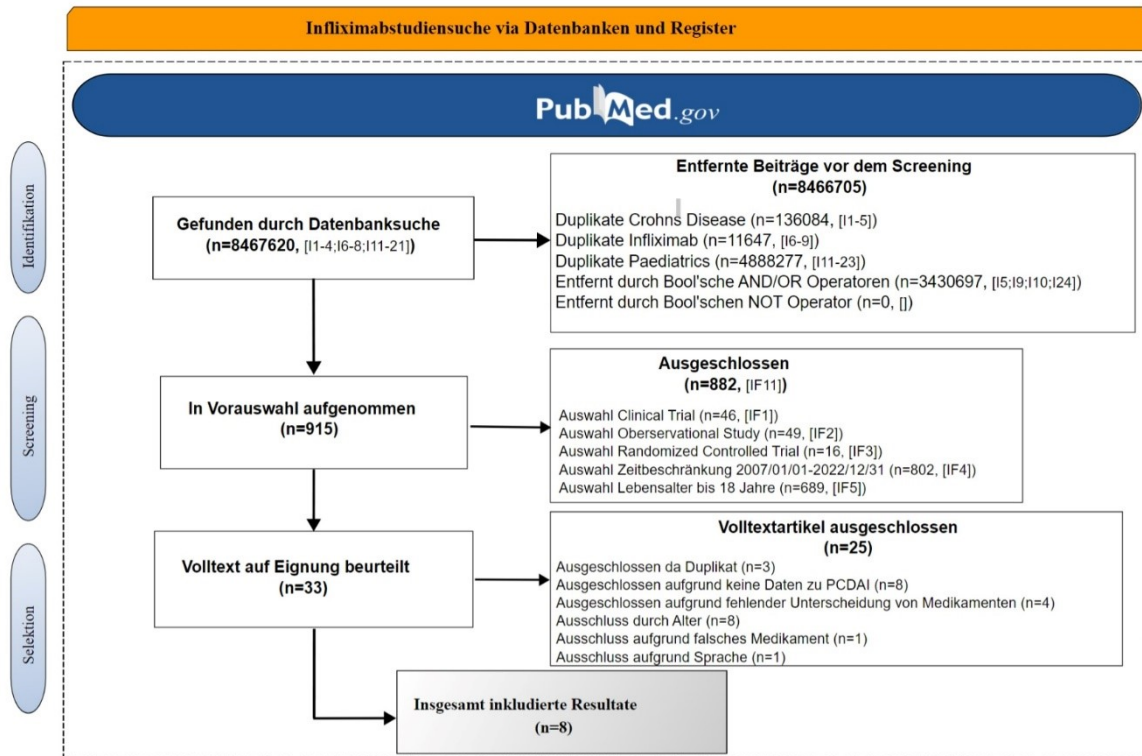 Infliximabstudiensuche via Datenbanken und Register
PubMed.gov
Identifikation
Gefunden durch Datenbanksuche
(n=8467620, [I1-4;I6-8;I11-21])
Entfernte Beiträge vor dem Screening
(n=8466705)
Duplikate Crohns Disease (n=136084, [I1-5])
Duplikate Infliximab (n=11647, [I6-9])
Duplikate Paediatrics (n=4888277, [I11-23])
Entfernt durch Bool'sche AND/OR Operatoren (n=3430697, [I5;I9;I10;I24])
Entfernt durch Bool'schen NOT Operator (n=0, [])
Screening
In Vorauswahl aufgenommen
(n=915)
Ausgeschlossen
(n=882, [IF11])
Auswahl Clinical Trial (n=46, [IF1])
Auswahl Oberservational Study (n=49, [IF2])
Auswahl Randomized Controlled Trial (n=16, [IF3])
Auswahl Zeitbeschränkung 2007/01/01-2022/12/31 (n=802, [IF4])
Auswahl Lebensalter bis 18 Jahre (n=689, [IF5])
Selektion
Volltext auf Eignung beurteilt
(n=33)
Volltextartikel ausgeschlossen
(n=25)
Ausgeschlossen da Duplikat (n=3)
Ausgeschlossen aufgrund keine Daten zu PCDAI (n=8)
Ausgeschlossen aufgrund fehlender Unterscheidung von Medikamenten (n=4)
Ausschluss durch Alter (n=8)
Ausschluss aufgrund falsches Medikament (n=1)
Ausschluss aufgrund Sprache (n=1)
Insgesamt inkludierte Resultate
(n=8)